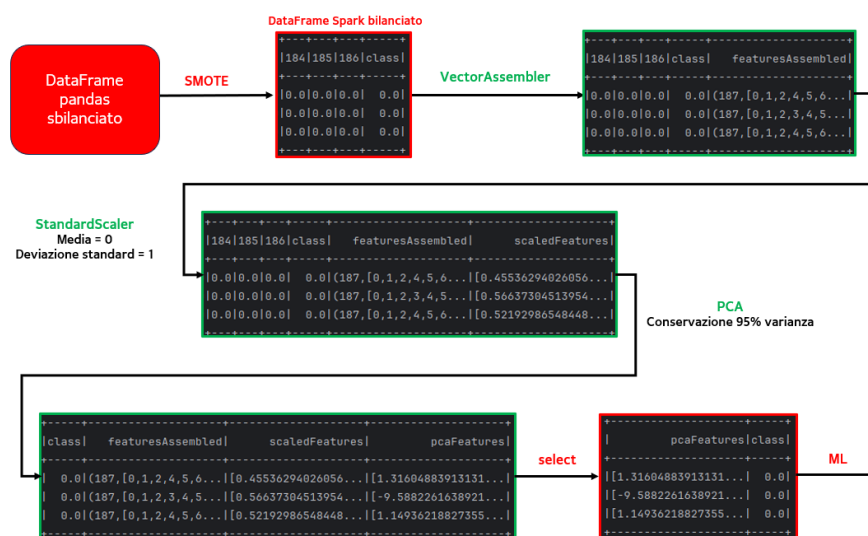 DataFrame Spark bilanciato
DataFrame
pandas
sbilanciato
SMOTE
+---+---+---+-----+
|184|185|186|class|
+---+---+---+-----+
|0.0|0.0|0.0|  0.0|
|0.0|0.0|0.0|  0.0|
|0.0|0.0|0.0|  0.0|
+---+---+---+-----+
VectorAssembler
+---+---+---+-----+--------------------+
|184|185|186|class|   featuresAssembled|
+---+---+---+-----+--------------------+
|0.0|0.0|0.0|  0.0|(187,[0,1,2,4,5,6...|
|0.0|0.0|0.0|  0.0|(187,[0,1,2,3,4,5...|
|0.0|0.0|0.0|  0.0|(187,[0,1,2,4,5,6...|
+---+---+---+-----+--------------------+
StandardScaler
Media = 0
Deviazione standard = 1
+---+---+---+-----+--------------------+--------------------+
|184|185|186|class|   featuresAssembled|      scaledFeatures|
+---+---+---+-----+--------------------+--------------------+
|0.0|0.0|0.0|  0.0|(187,[0,1,2,4,5,6...|[0.45536294026056...|
|0.0|0.0|0.0|  0.0|(187,[0,1,2,3,4,5...|[0.56637304513954...|
|0.0|0.0|0.0|  0.0|(187,[0,1,2,4,5,6...|[0.52192986548448...|
+---+---+---+-----+--------------------+--------------------+
PCA
Conservazione 95% varianza
+-----+--------------------+--------------------+--------------------+
|class|   featuresAssembled|      scaledFeatures|         pcaFeatures|
+-----+--------------------+--------------------+--------------------+
|  0.0|(187,[0,1,2,4,5,6...|[0.45536294026056...|[1.31604883913131...|
|  0.0|(187,[0,1,2,3,4,5...|[0.56637304513954...|[-9.5882261638921...|
|  0.0|(187,[0,1,2,4,5,6...|[0.52192986548448...|[1.14936218827355...|
+-----+--------------------+--------------------+--------------------+
select
+--------------------+-----+
|         pcaFeatures|class|
+--------------------+-----+
|[1.31604883913131...|  0.0|
|[-9.5882261638921...|  0.0|
|[1.14936218827355...|  0.0|
+--------------------+-----+
ML